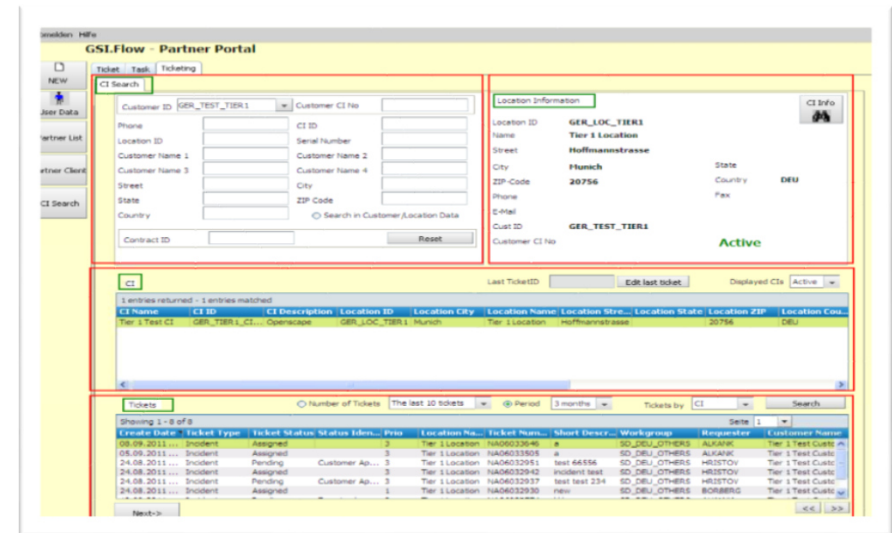 Hilfe
GSI.Flow - Partner Portal
NEW
User Data
Partner List
Partner Client
CI Search
Ticket Task Ticketing
CI Search
Customer ID GER_TEST_TIER1 Customer CI No
Phone CI ID
Location ID Serial Number
Customer Name 1 Customer Name 2
Customer Name 3 Customer Name 4
Street City
State ZIP Code
Country Search in Customer/Location Data
Contract ID Reset
Location Information CI Info
Location ID GER_LOC_TIER1
Name Tier 1 Location
Street Hoffmannstrasse
City Munich State
ZIP-Code 20756 Country DEU
Phone Fax
E-Mail
Cust ID GER_TEST_TIER1
Customer CI No Active
CI Last TicketID Edit last ticket Displayed CIs Active
1 entries returned - 1 entries matched
CI Name CI ID CI Description Location ID Location City Location Name Location Stre... Location State Location ZIP Location Cou...
Tier 1 Test CI GER_TIER1_CI... Openscape GER_LOC_TIER1 Munich Tier 1 Location Hoffmannstrasse 20756 DEU
Tickets Number of Tickets The last 10 tickets Period 3 months Tickets by CI Search
Showing 1 - 8 of 8 Seite 1
Create Date Ticket Type Ticket Status Status Iden... Prio Location Na... Ticket Num... Short Descr... Workgroup Requester Customer Name
08.09.2011 ... Incident Assigned 3 Tier 1 Location NA06033646 a SD_DEU_OTHERS ALKANK Tier 1 Test Custo
05.09.2011 ... Incident Assigned 3 Tier 1 Location NA06033505 a SD_DEU_OTHERS ALKANK Tier 1 Test Custo
24.08.2011 ... Incident Pending Customer Ap... 3 Tier 1 Location NA06032951 test 66556 SD_DEU_OTHERS HRISTOV Tier 1 Test Custo
24.08.2011 ... Incident Assigned 3 Tier 1 Location NA06032942 incident test SD_DEU_OTHERS HRISTOV Tier 1 Test Custo
24.08.2011 ... Incident Pending Customer Ap... 3 Tier 1 Location NA06032937 test test 234 SD_DEU_OTHERS HRISTOV Tier 1 Test Custo
24.08.2011 ... Incident Assigned 1 Tier 1 Location NA06032930 new SD_DEU_OTHERS BORBERG Tier 1 Test Custo
Next-> << >>